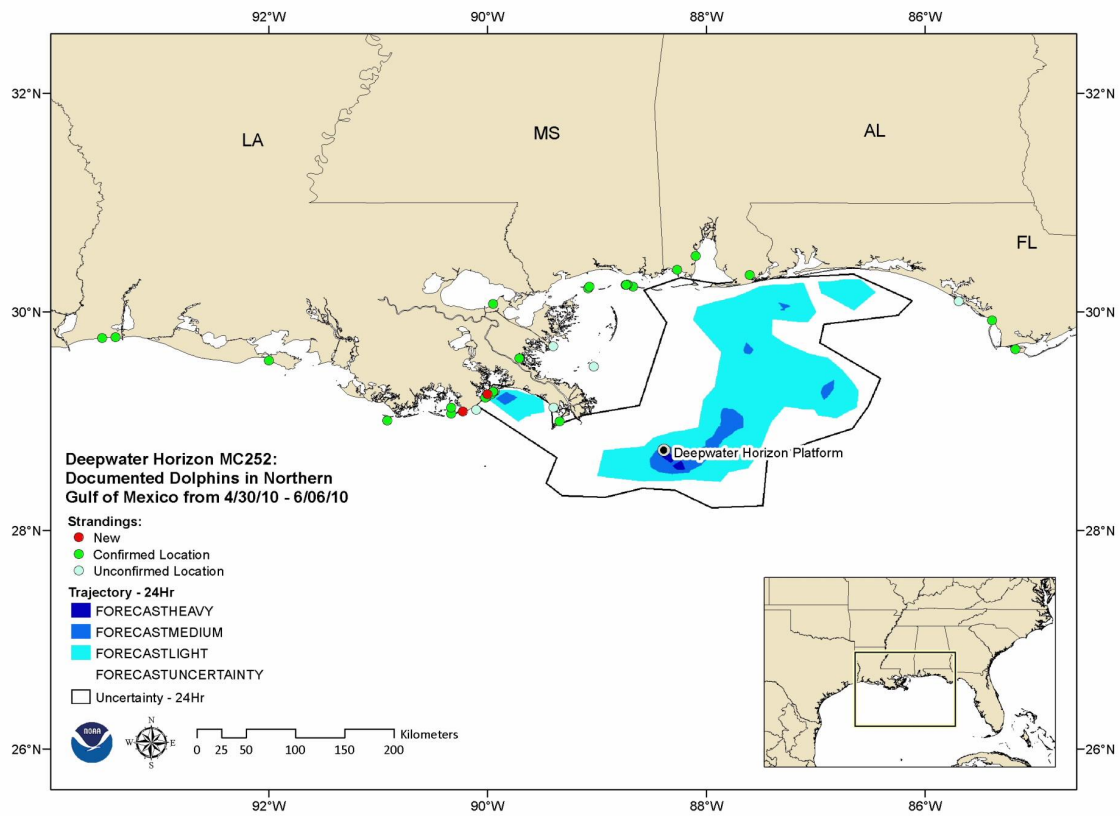 92°W 90°W 88°W 86°W
32°N 32°N
LA MS AL
FL
30°N 30°N
Deepwater Horizon Platform
Deepwater Horizon MC252:
Documented Dolphins in Northern
Gulf of Mexico from 4/30/10 - 6/06/10
28°N 28°N
Strandings:
New
Confirmed Location
Unconfirmed Location
Trajectory - 24Hr
FORECASTHEAVY
FORECASTMEDIUM
FORECASTLIGHT
FORECASTUNCERTAINTY
Uncertainty - 24Hr
NOAA
N
W E
S
Kilometers
0 25 50 100 150 200
26°N 26°N
92°W 90°W 88°W 86°W